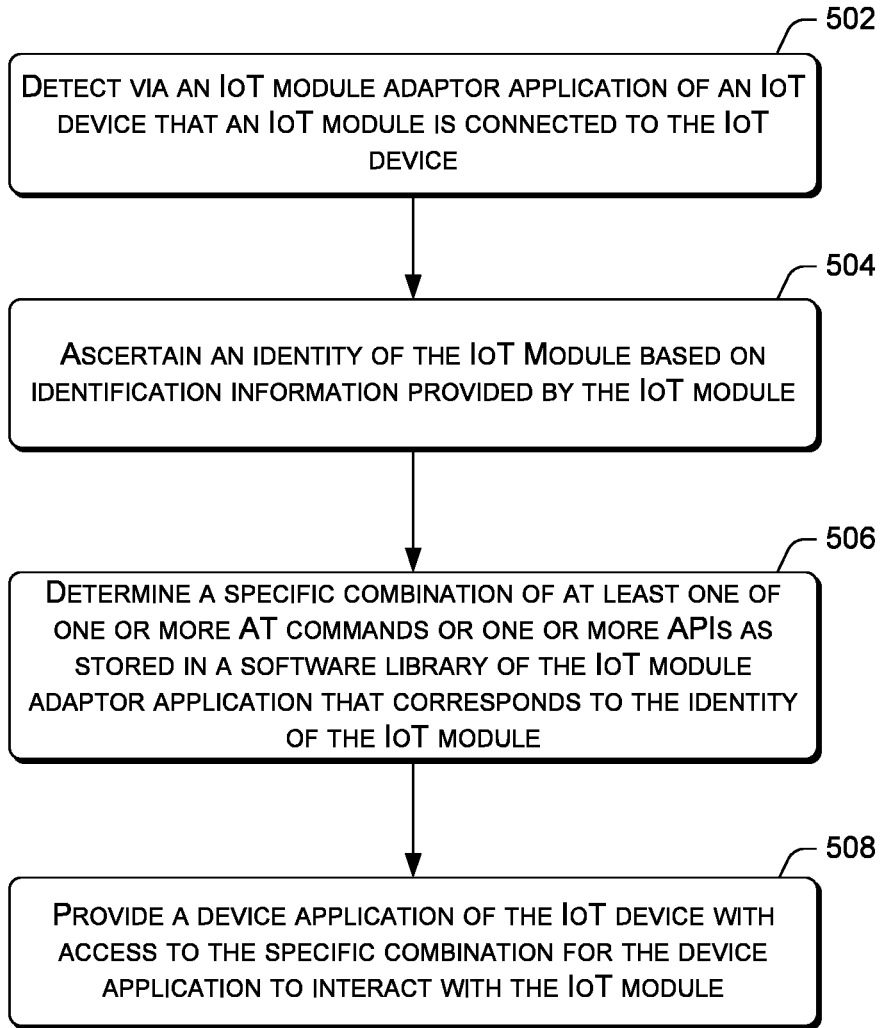 502
DETECT VIA AN IOT MODULE ADAPTOR APPLICATION OF AN IOT
DEVICE THAT AN IOT MODULE IS CONNECTED TO THE IOT
DEVICE
504
ASCERTAIN AN IDENTITY OF THE IOT MODULE BASED ON
IDENTIFICATION INFORMATION PROVIDED BY THE IOT MODULE
506
DETERMINE A SPECIFIC COMBINATION OF AT LEAST ONE OF
ONE OR MORE AT COMMANDS OR ONE OR MORE APIS AS
STORED IN A SOFTWARE LIBRARY OF THE IOT MODULE
ADAPTOR APPLICATION THAT CORRESPONDS TO THE IDENTITY
OF THE IOT MODULE
508
PROVIDE A DEVICE APPLICATION OF THE IOT DEVICE WITH
ACCESS TO THE SPECIFIC COMBINATION FOR THE DEVICE
APPLICATION TO INTERACT WITH THE IOT MODULE